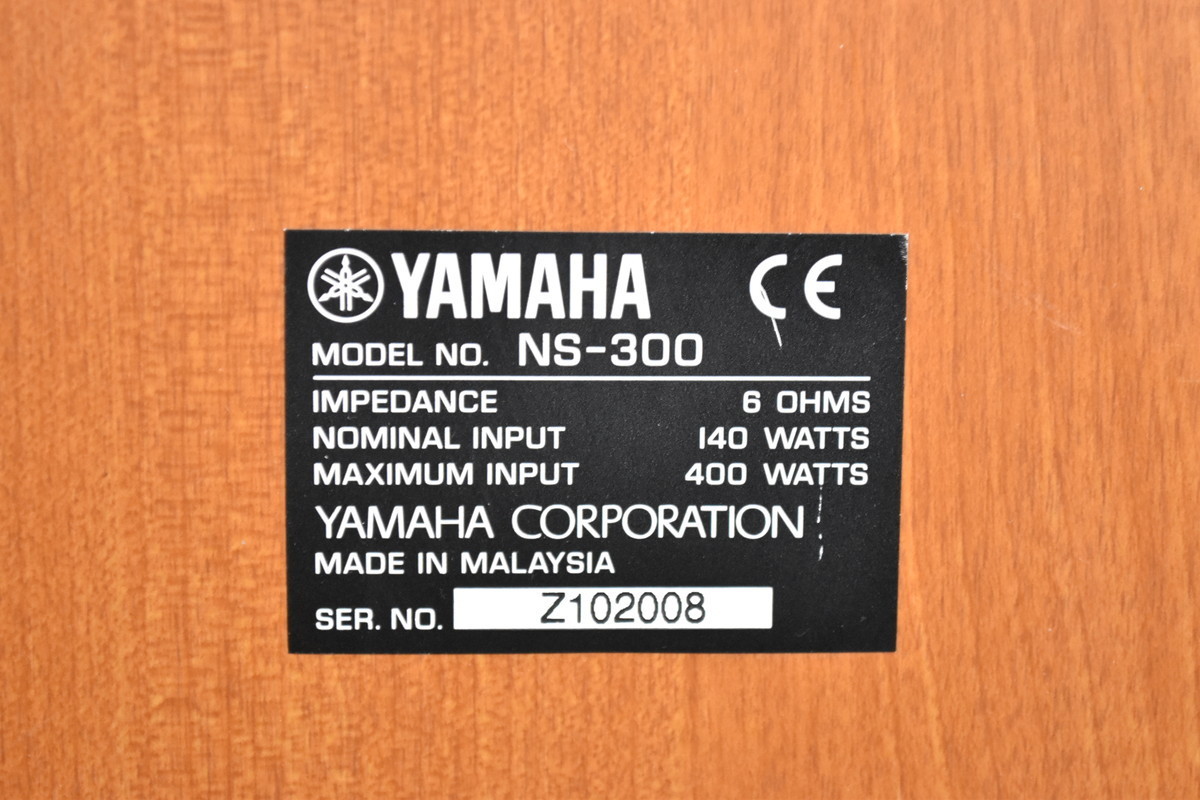 YAMAHA CE
MODEL NO. NS-300
IMPEDANCE 6 OHMS
NOMINAL INPUT 140 WATTS
MAXIMUM INPUT 400 WATTS
YAMAHA CORPORATION
MADE IN MALAYSIA
SER. NO. Z102008